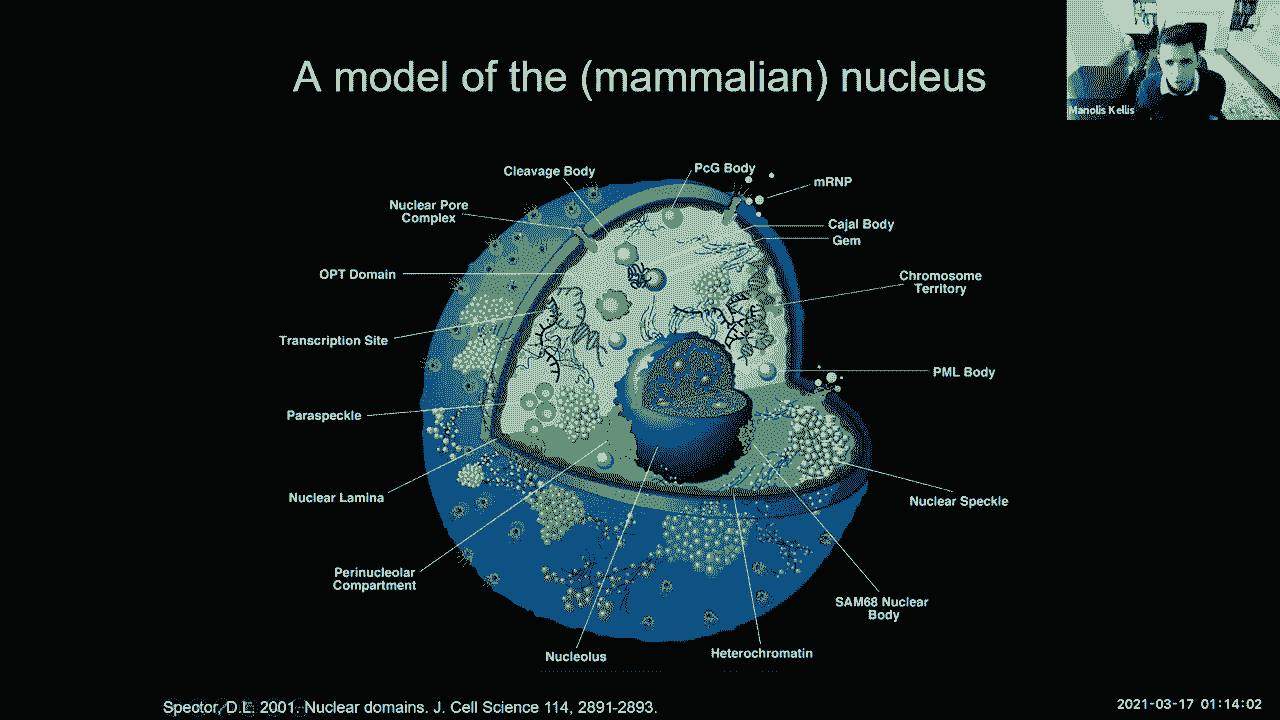 A model of the (mammalian) nucleus
Manolis Kellis
Cleavage Body
PcG Body
mRNP
Nuclear Pore
Complex
Cajal Body
Gem
OPT Domain
Chromosome
Territory
Transcription Site
PML Body
Paraspeckle
Nuclear Lamina
Nuclear Speckle
Perinucleolar
Compartment
SAM68 Nuclear
Body
Nucleolus
Heterochromatin
Spector, D.L. 2001. Nuclear domains. J. Cell Science 114, 2891-2893.
2021-03-17 01:14:02